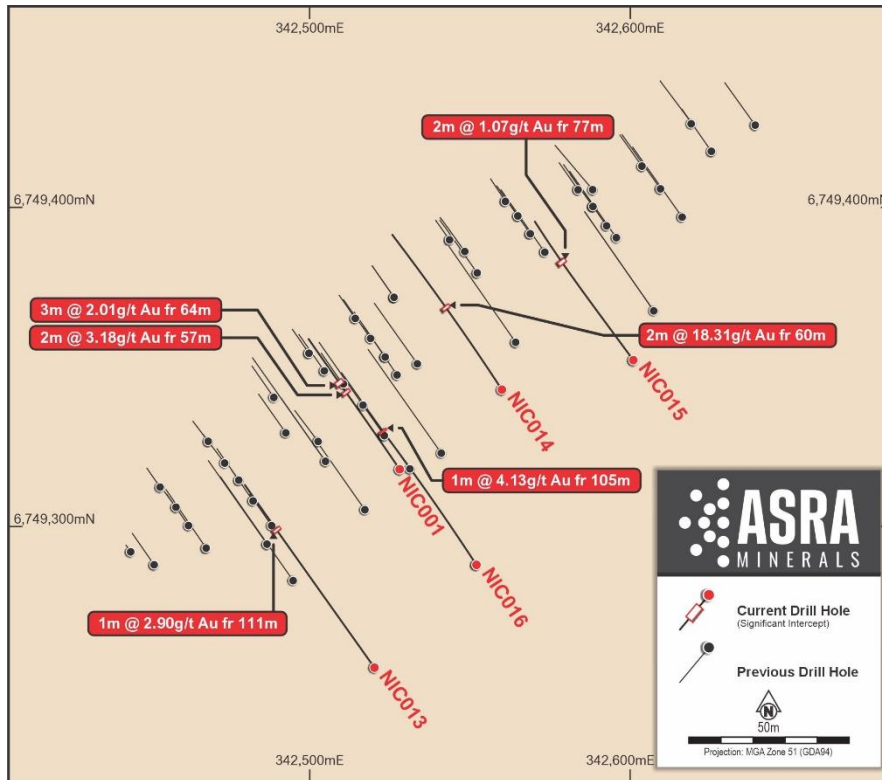 342,500mE
342,600mE
2m @ 1.07g/t Au fr 77m
6,749,400mN
6,749,400mN
3m @ 2.01g/t Au fr 64m
2m @ 3.18g/t Au fr 57m
2m @ 18.31g/t Au fr 60m
NIC015
NIC014
1m @ 4.13g/t Au fr 105m
NIC001
6,749,300mN
NIC016
1m @ 2.90g/t Au fr 111m
NIC013
ASRA
MINERALS
Current Drill Hole
(Significant Intercept)
Previous Drill Hole
N
50m
Projection: MGA Zone 51 (GDA94)
342,500mE
342,600mE